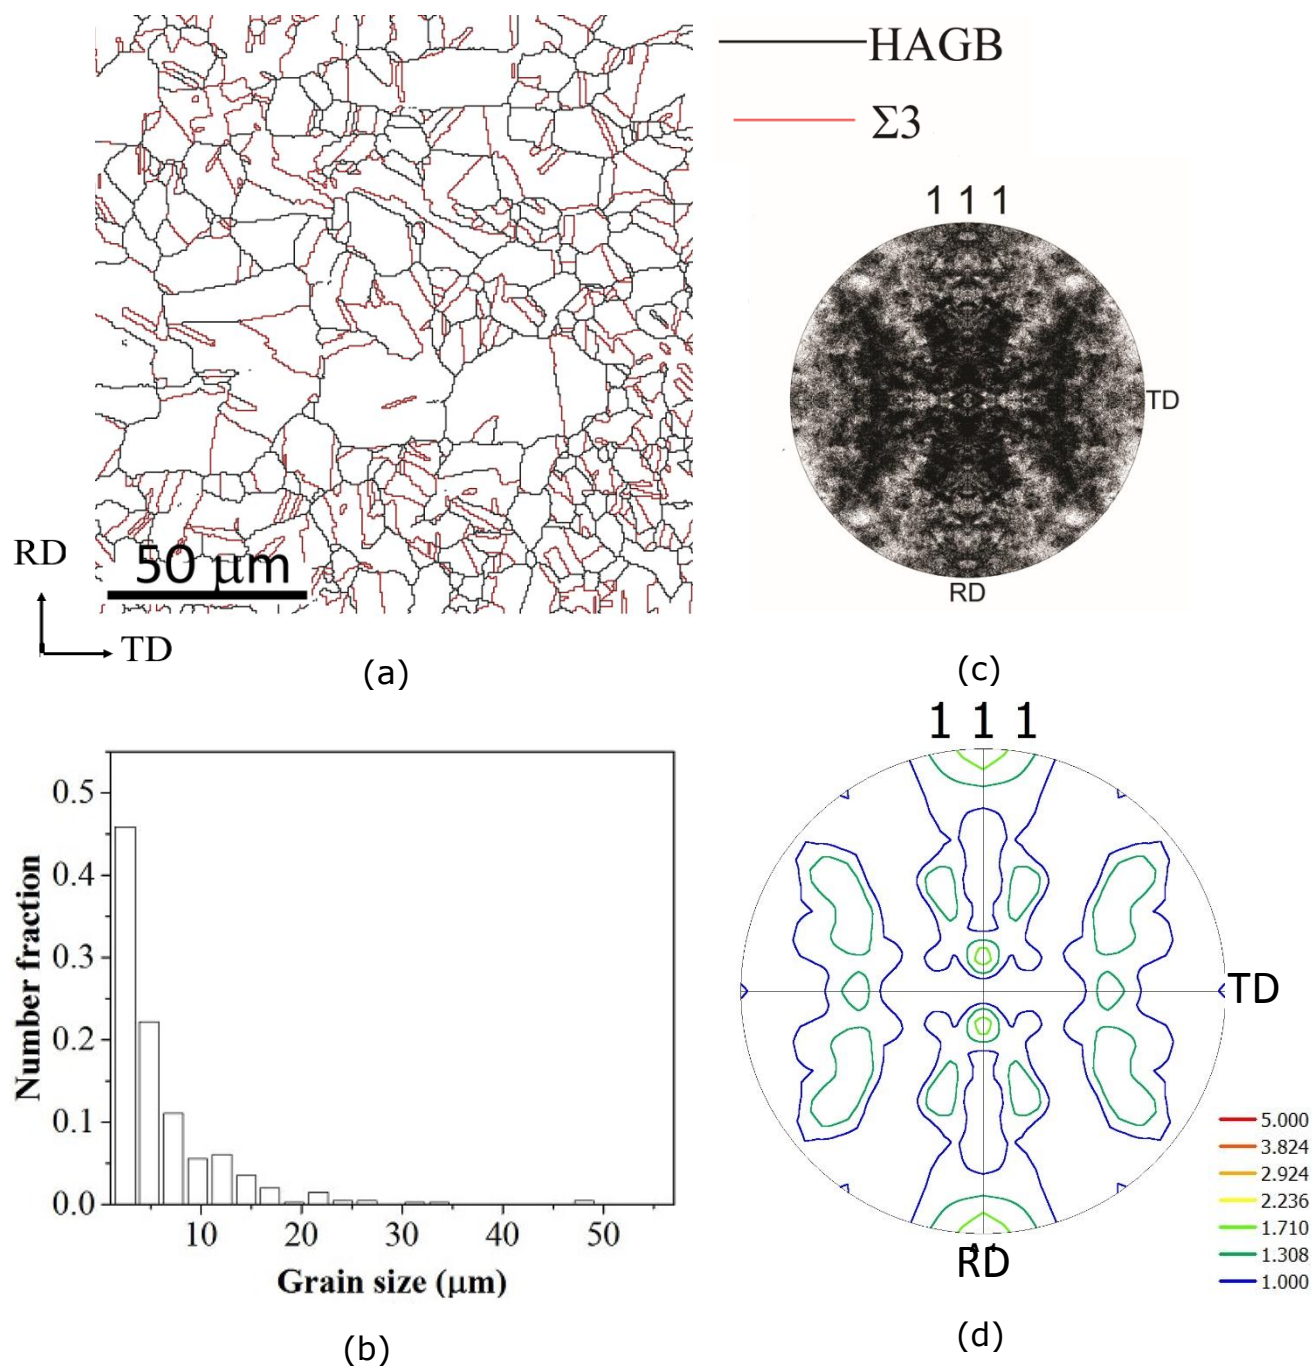 HAGB
Σ3
50 μm
RD
TD
(a)
1 1 1
TD
RD
(c)
0.5
0.4
0.3
0.2
0.1
0.0
Number fraction
10 20 30 40 50
Grain size (μm)
(b)
1 1 1
TD
RD
5.000
3.824
2.924
2.236
1.710
1.308
1.000
(d)